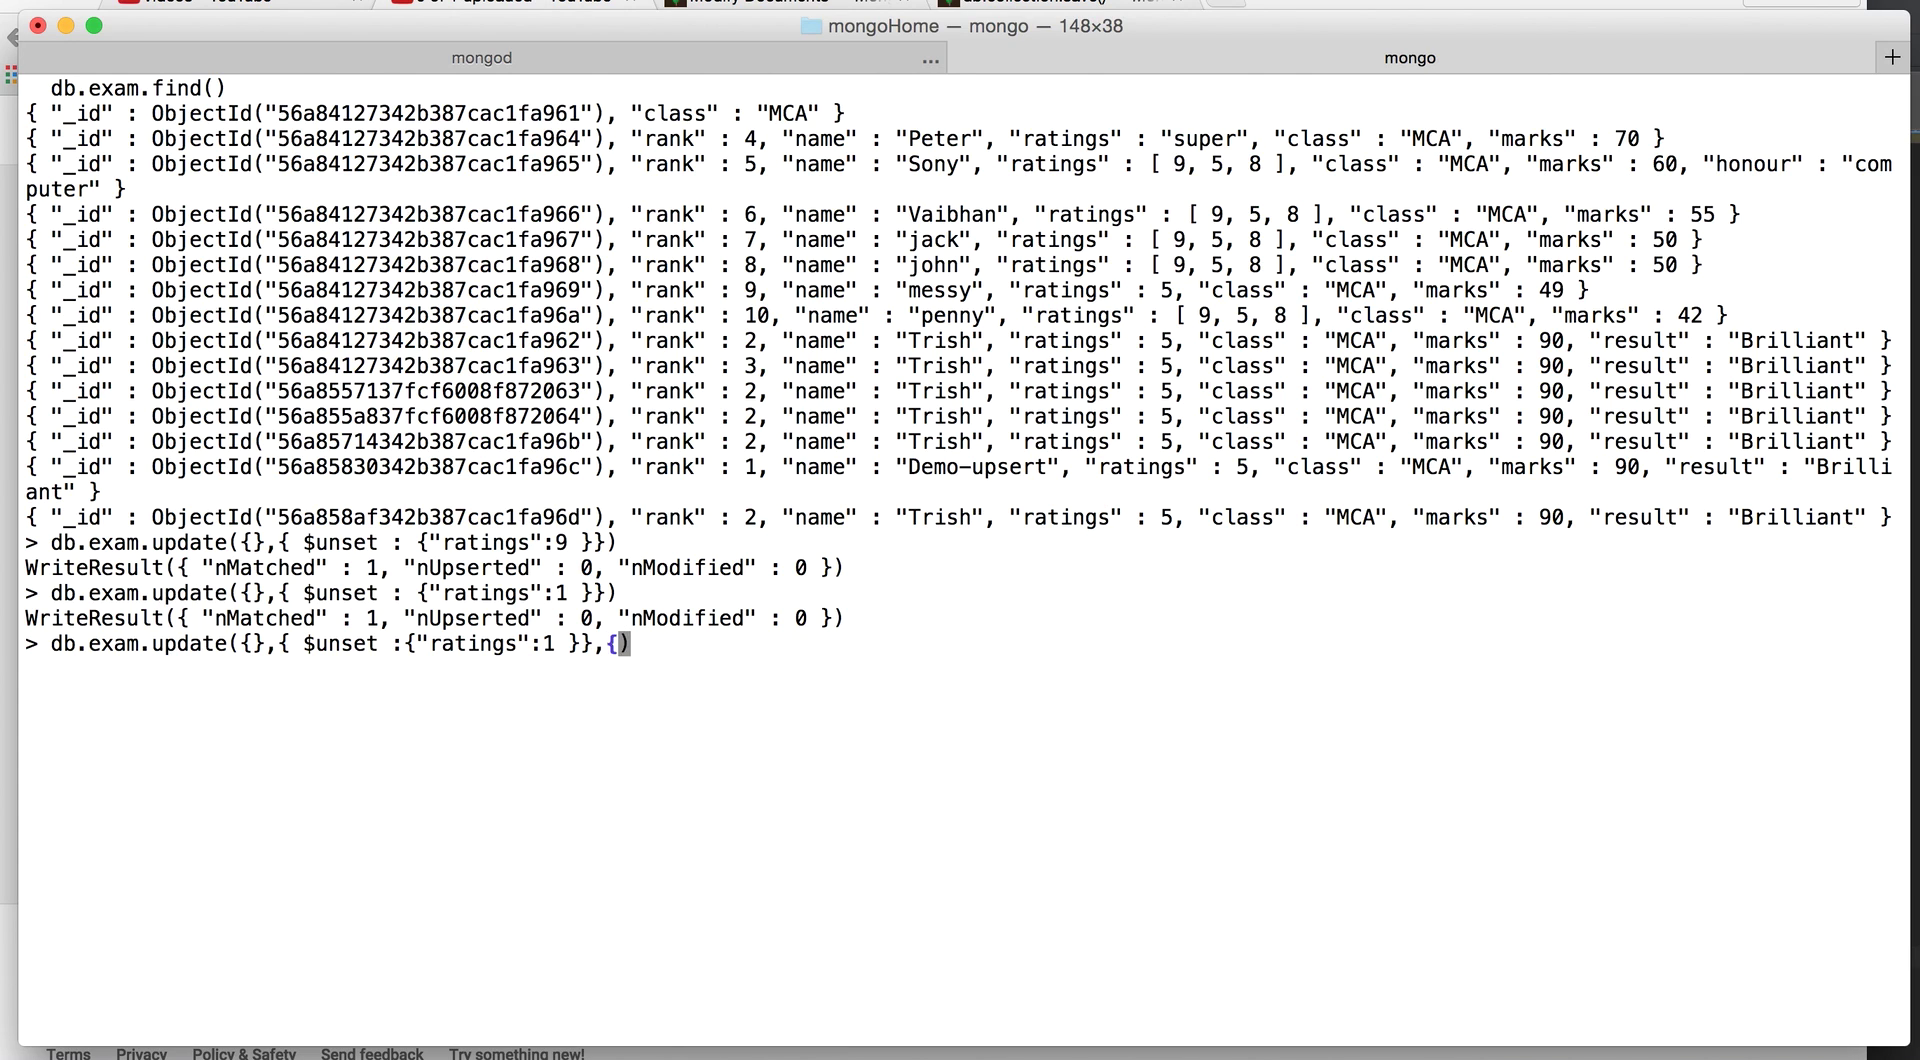 mongoHome — mongo — 148×38
mongod
...
mongo
+
db.exam.find()
{ "_id" : ObjectId("56a84127342b387cac1fa961"), "class" : "MCA" }
{ "_id" : ObjectId("56a84127342b387cac1fa964"), "rank" : 4, "name" : "Peter", "ratings" : "super", "class" : "MCA", "marks" : 70 }
{ "_id" : ObjectId("56a84127342b387cac1fa965"), "rank" : 5, "name" : "Sony", "ratings" : [ 9, 5, 8 ], "class" : "MCA", "marks" : 60, "honour" : "com
puter" }
{ "_id" : ObjectId("56a84127342b387cac1fa966"), "rank" : 6, "name" : "Vaibhan", "ratings" : [ 9, 5, 8 ], "class" : "MCA", "marks" : 55 }
{ "_id" : ObjectId("56a84127342b387cac1fa967"), "rank" : 7, "name" : "jack", "ratings" : [ 9, 5, 8 ], "class" : "MCA", "marks" : 50 }
{ "_id" : ObjectId("56a84127342b387cac1fa968"), "rank" : 8, "name" : "john", "ratings" : [ 9, 5, 8 ], "class" : "MCA", "marks" : 50 }
{ "_id" : ObjectId("56a84127342b387cac1fa969"), "rank" : 9, "name" : "messy", "ratings" : 5, "class" : "MCA", "marks" : 49 }
{ "_id" : ObjectId("56a84127342b387cac1fa96a"), "rank" : 10, "name" : "penny", "ratings" : [ 9, 5, 8 ], "class" : "MCA", "marks" : 42 }
{ "_id" : ObjectId("56a84127342b387cac1fa962"), "rank" : 2, "name" : "Trish", "ratings" : 5, "class" : "MCA", "marks" : 90, "result" : "Brilliant" }
{ "_id" : ObjectId("56a84127342b387cac1fa963"), "rank" : 3, "name" : "Trish", "ratings" : 5, "class" : "MCA", "marks" : 90, "result" : "Brilliant" }
{ "_id" : ObjectId("56a8557137fcf6008f872063"), "rank" : 2, "name" : "Trish", "ratings" : 5, "class" : "MCA", "marks" : 90, "result" : "Brilliant" }
{ "_id" : ObjectId("56a855a837fcf6008f872064"), "rank" : 2, "name" : "Trish", "ratings" : 5, "class" : "MCA", "marks" : 90, "result" : "Brilliant" }
{ "_id" : ObjectId("56a85714342b387cac1fa96b"), "rank" : 2, "name" : "Trish", "ratings" : 5, "class" : "MCA", "marks" : 90, "result" : "Brilliant" }
{ "_id" : ObjectId("56a85830342b387cac1fa96c"), "rank" : 1, "name" : "Demo-upsert", "ratings" : 5, "class" : "MCA", "marks" : 90, "result" : "Brilli
ant" }
{ "_id" : ObjectId("56a858af342b387cac1fa96d"), "rank" : 2, "name" : "Trish", "ratings" : 5, "class" : "MCA", "marks" : 90, "result" : "Brilliant" }
> db.exam.update({},{ $unset : {"ratings":9 }})
WriteResult({ "nMatched" : 1, "nUpserted" : 0, "nModified" : 0 })
> db.exam.update({},{ $unset : {"ratings":1 }})
WriteResult({ "nMatched" : 1, "nUpserted" : 0, "nModified" : 0 })
> db.exam.update({},{ $unset :{"ratings":1 }},{)
Terms Privacy Policy & Safety Send feedback Try something new!